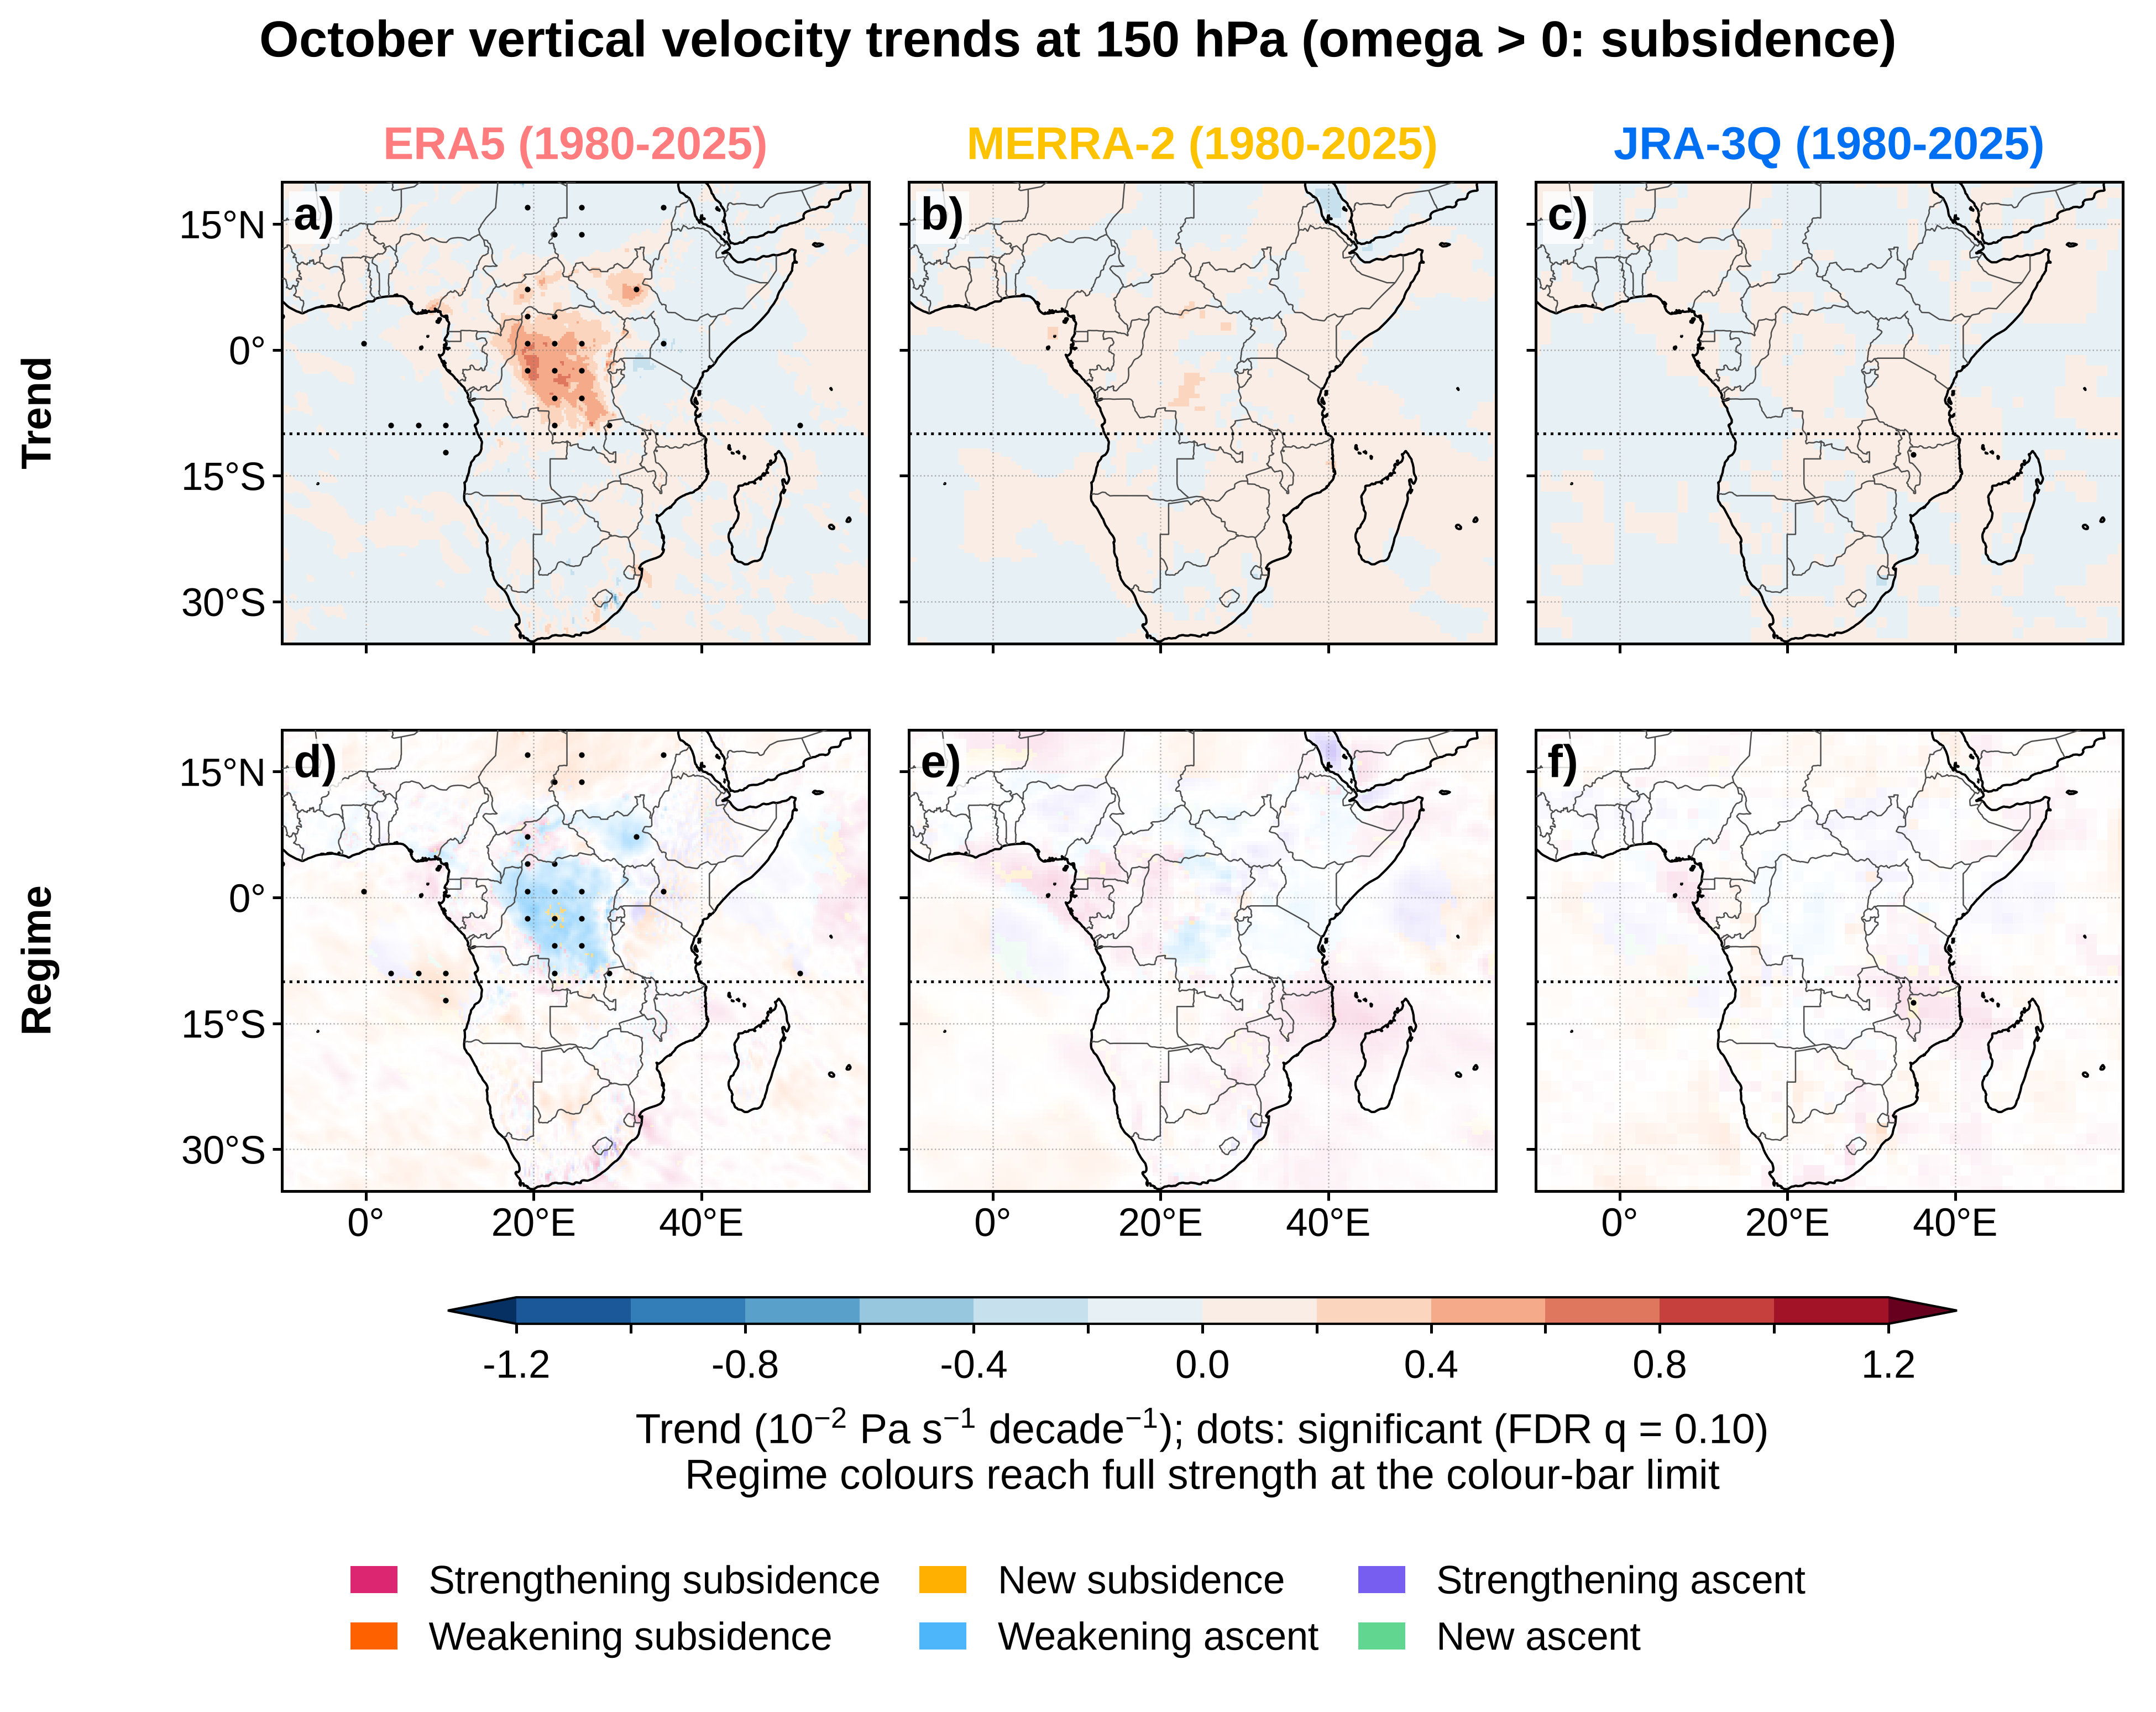 October vertical velocity trends at 150 hPa (omega > 0: subsidence)
ERA5 (1980-2025) MERRA-2 (1980-2025) JRA-3Q (1980-2025)
Trend
a) b) c)
15°N
0°
15°S
30°S
Regime
d) e) f)
15°N
0°
15°S
30°S
0° 20°E 40°E 0° 20°E 40°E 0° 20°E 40°E
-1.2 -0.8 -0.4 0.0 0.4 0.8 1.2
Trend (10⁻² Pa s⁻¹ decade⁻¹); dots: significant (FDR q = 0.10)
Regime colours reach full strength at the colour-bar limit
Strengthening subsidence New subsidence Strengthening ascent
Weakening subsidence Weakening ascent New ascent